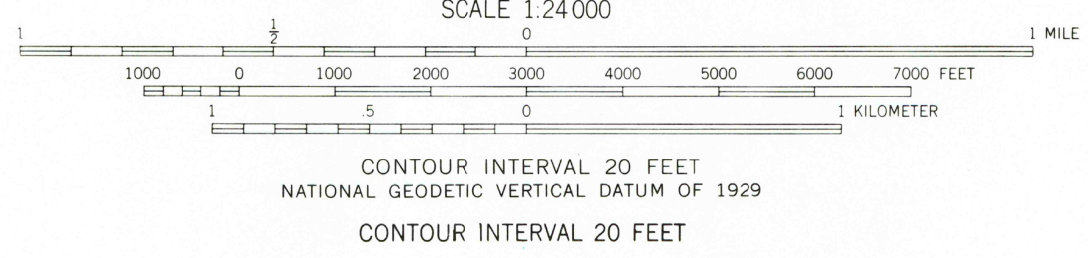 SCALE 1:24 000
1 1/2 0 1 MILE
1000 0 1000 2000 3000 4000 5000 6000 7000 FEET
1 .5 0 1 KILOMETER
CONTOUR INTERVAL 20 FEET
NATIONAL GEODETIC VERTICAL DATUM OF 1929
CONTOUR INTERVAL 20 FEET